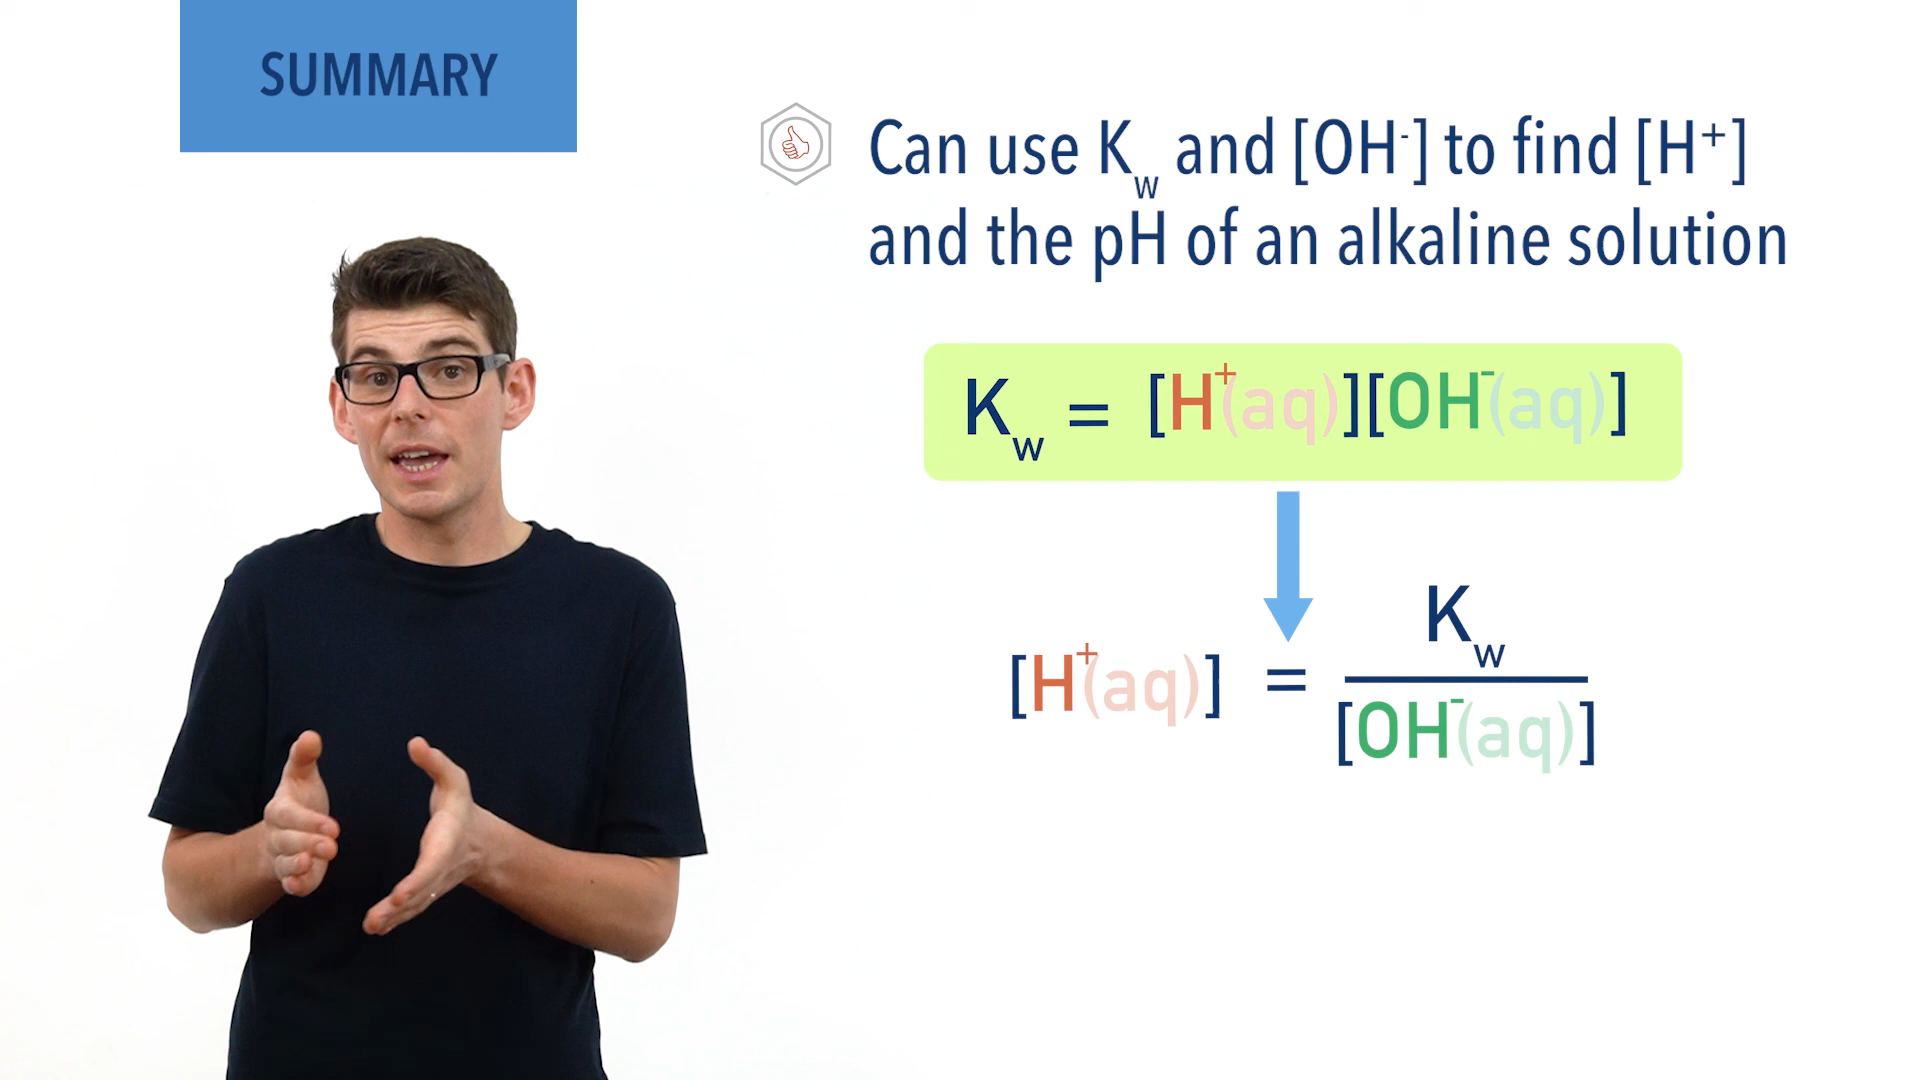 SUMMARY
Can use Kw and [OH-] to find [H+]
and the pH of an alkaline solution
Kw = [H+(aq)][OH-(aq)]
[H+(aq)] = Kw / [OH-(aq)]